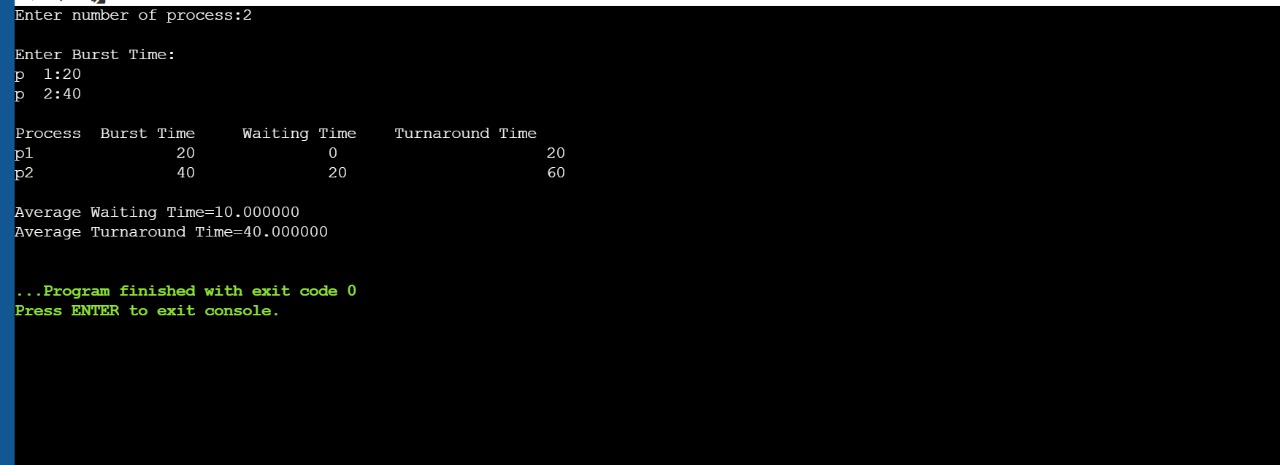 Enter number of process:2
Enter Burst Time:
p  1:20
p  2:40
Process  Burst Time     Waiting Time    Turnaround Time
p1               20              0                      20
p2               40              20                     60
Average Waiting Time=10.000000
Average Turnaround Time=40.000000
...Program finished with exit code 0
Press ENTER to exit console.